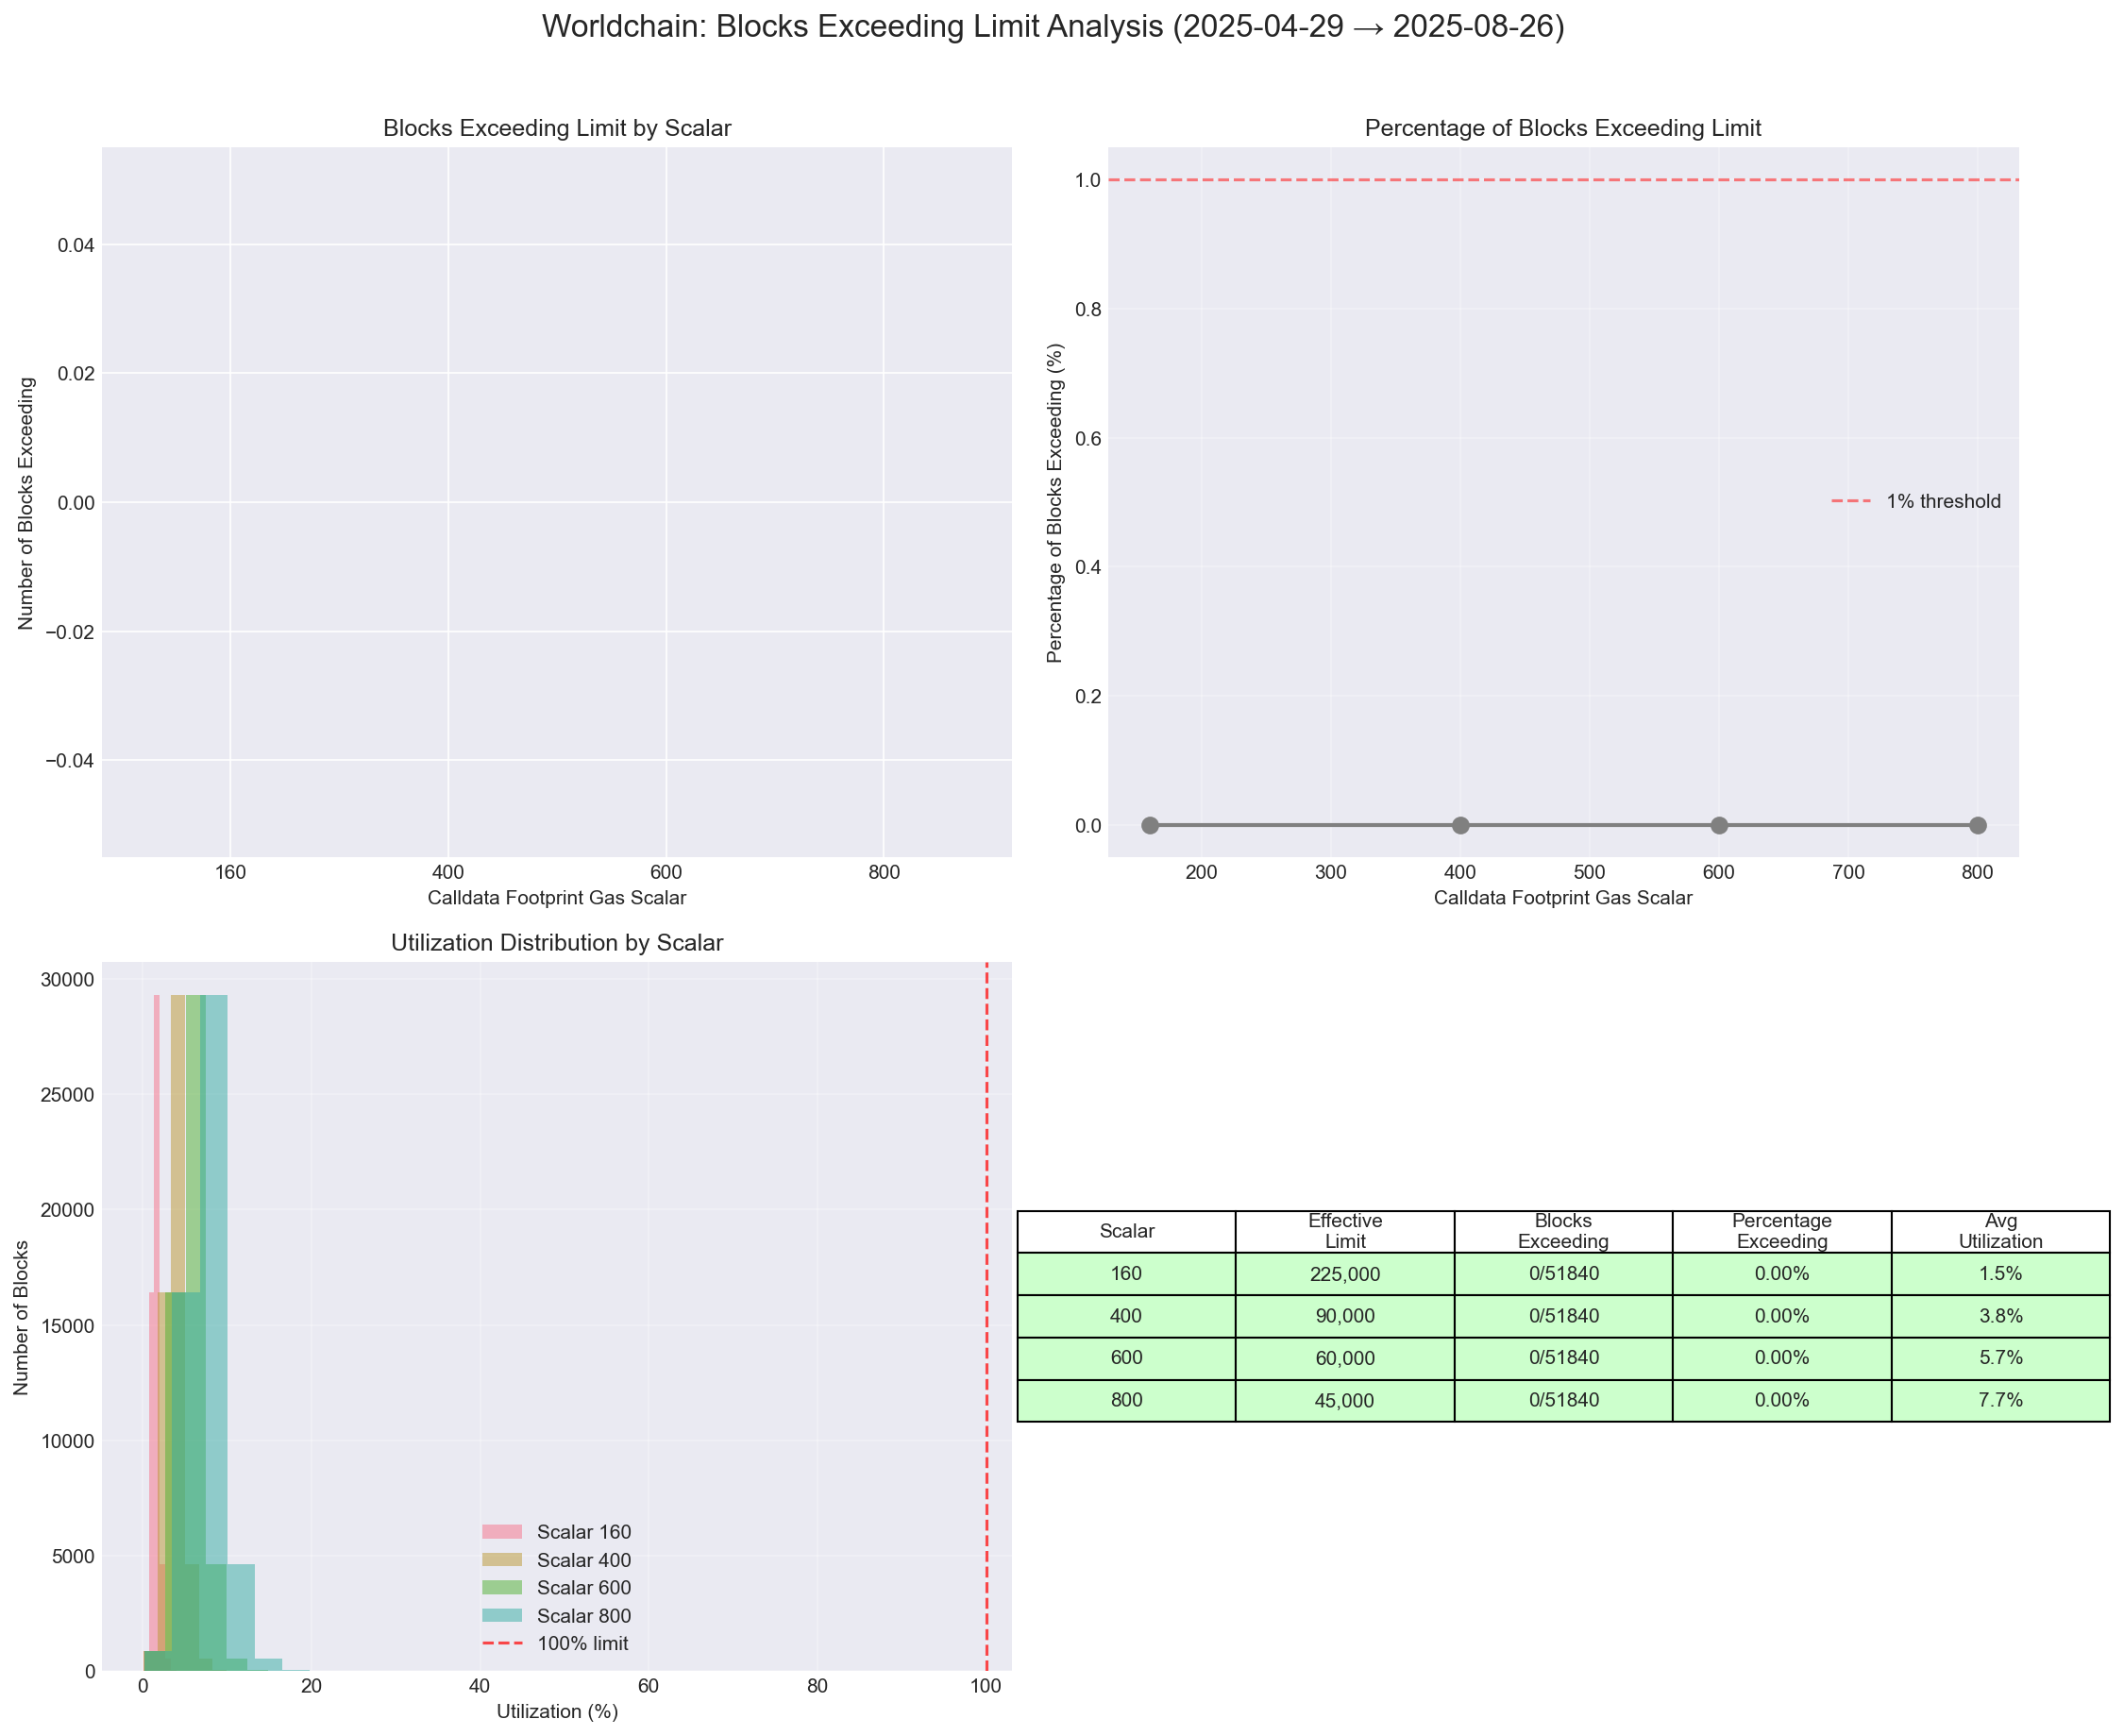 Worldchain: Blocks Exceeding Limit Analysis (2025-04-29 → 2025-08-26)
Blocks Exceeding Limit by Scalar
Number of Blocks Exceeding
0.04
0.02
0.00
−0.02
−0.04
160 400 600 800
Calldata Footprint Gas Scalar
Percentage of Blocks Exceeding Limit
Percentage of Blocks Exceeding (%)
1.0
0.8
0.6
0.4
0.2
0.0
1% threshold
200 300 400 500 600 700 800
Calldata Footprint Gas Scalar
Utilization Distribution by Scalar
Number of Blocks
30000
25000
20000
15000
10000
5000
0
Scalar 160
Scalar 400
Scalar 600
Scalar 800
100% limit
0 20 40 60 80 100
Utilization (%)
Scalar Effective Limit Blocks Exceeding Percentage Exceeding Avg Utilization
160 225,000 0/51840 0.00% 1.5%
400 90,000 0/51840 0.00% 3.8%
600 60,000 0/51840 0.00% 5.7%
800 45,000 0/51840 0.00% 7.7%